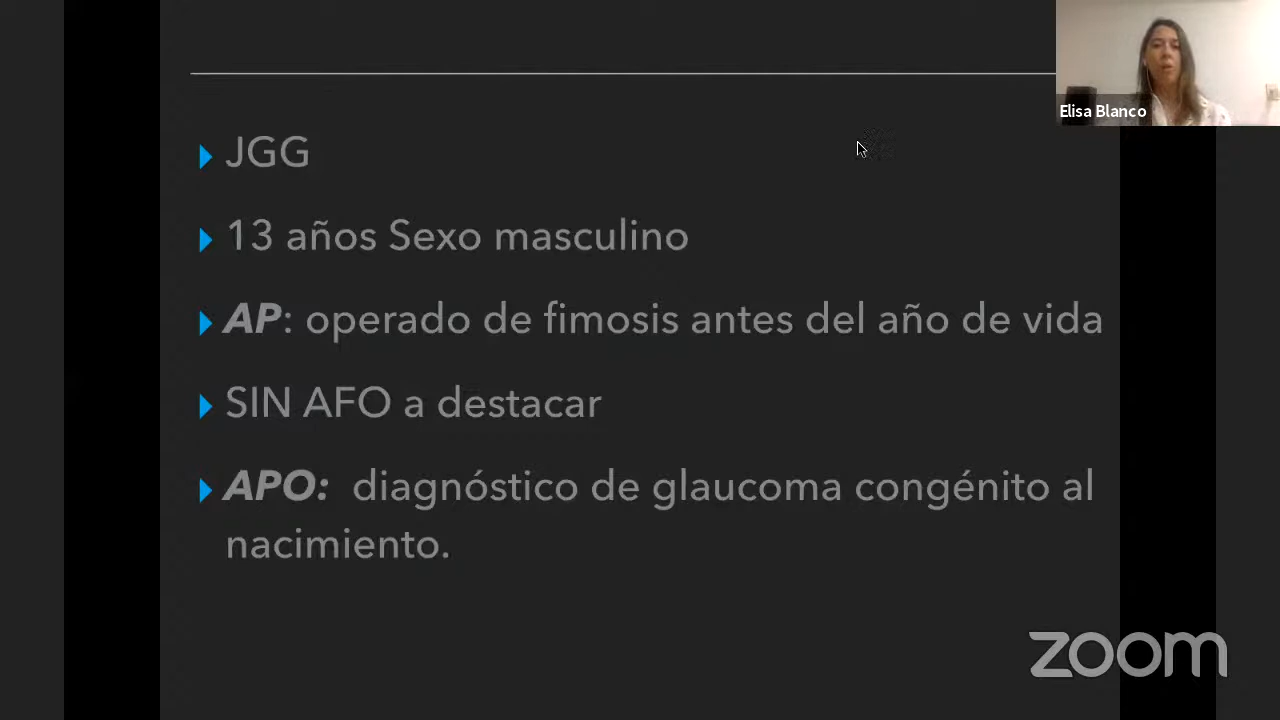 Elisa Blanco
JGG
13 años Sexo masculino
AP: operado de fimosis antes del año de vida
SIN AFO a destacar
APO: diagnóstico de glaucoma congénito al
nacimiento.
zoom